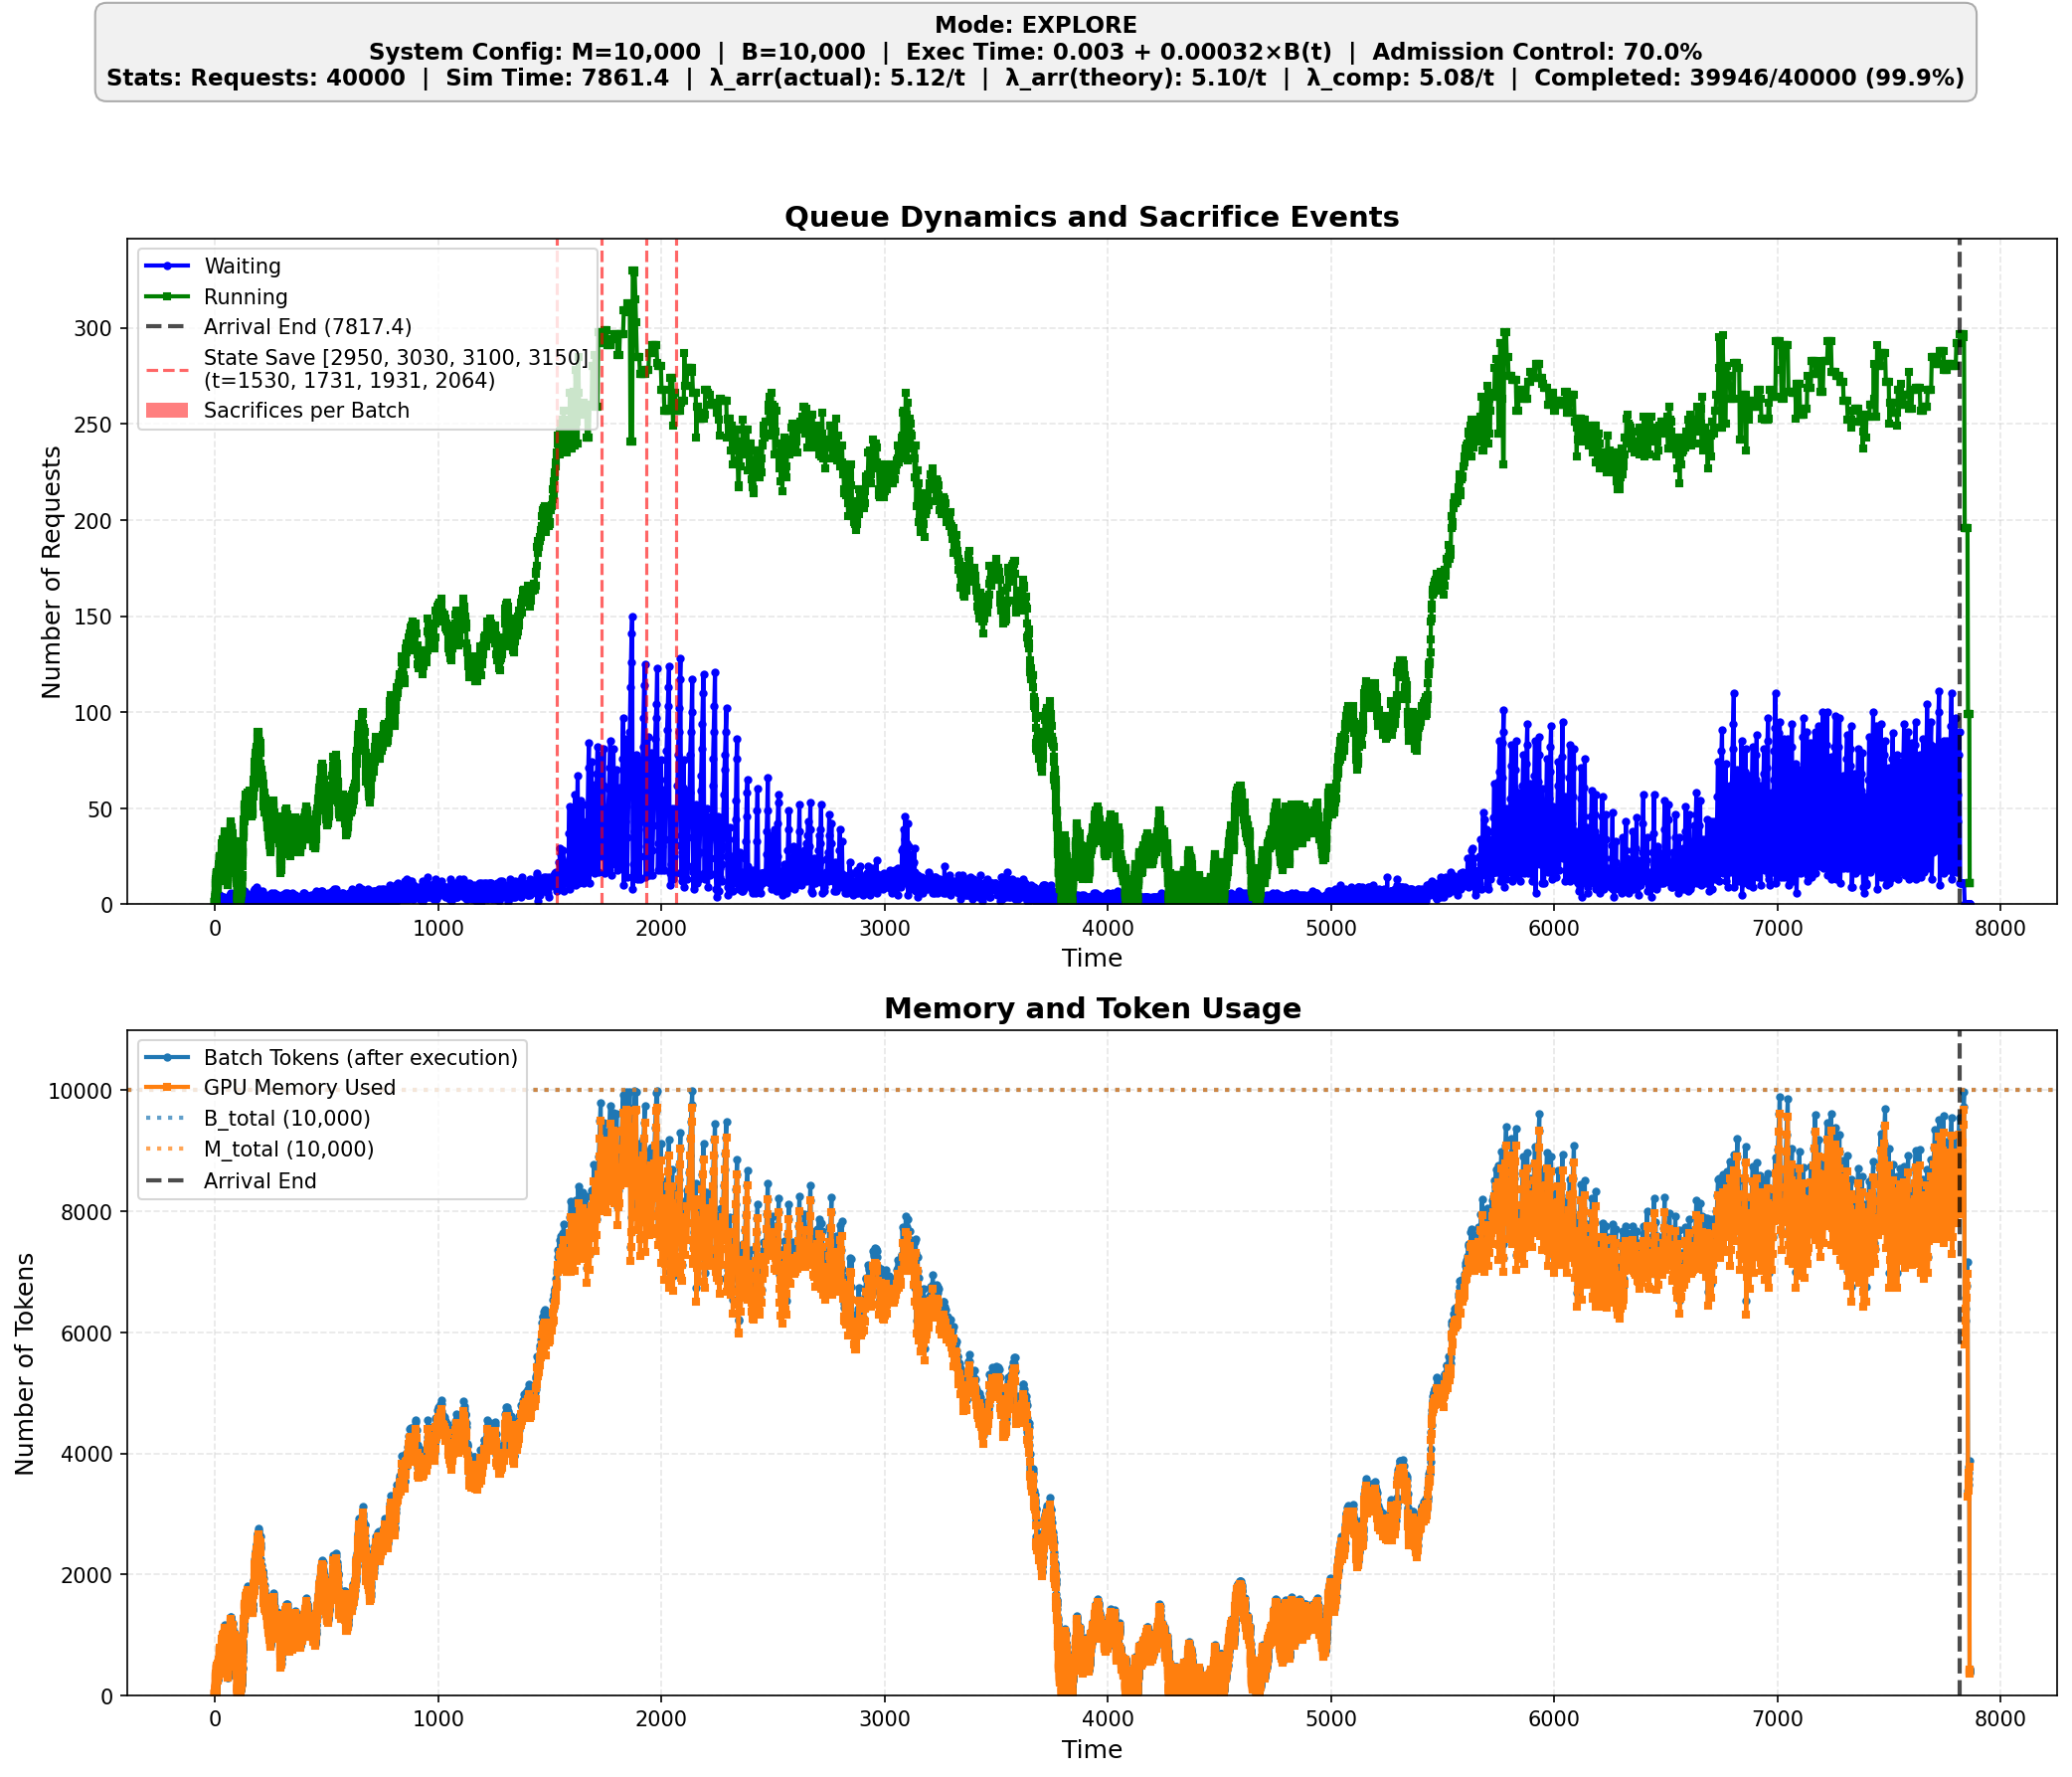 Mode: EXPLORE
System Config: M=10,000 | B=10,000 | Exec Time: 0.003 + 0.00032×B(t) | Admission Control: 70.0%
Stats: Requests: 40000 | Sim Time: 7861.4 | λ_arr(actual): 5.12/t | λ_arr(theory): 5.10/t | λ_comp: 5.08/t | Completed: 39946/40000 (99.9%)
Queue Dynamics and Sacrifice Events
Waiting
Running
Arrival End (7817.4)
State Save [2950, 3030, 3100, 3150]
(t=1530, 1731, 1931, 2064)
Sacrifices per Batch
Number of Requests
300
250
200
150
100
50
0
0 1000 2000 3000 4000 5000 6000 7000 8000
Time
Memory and Token Usage
Batch Tokens (after execution)
GPU Memory Used
B_total (10,000)
M_total (10,000)
Arrival End
Number of Tokens
10000
8000
6000
4000
2000
0
0 1000 2000 3000 4000 5000 6000 7000 8000
Time